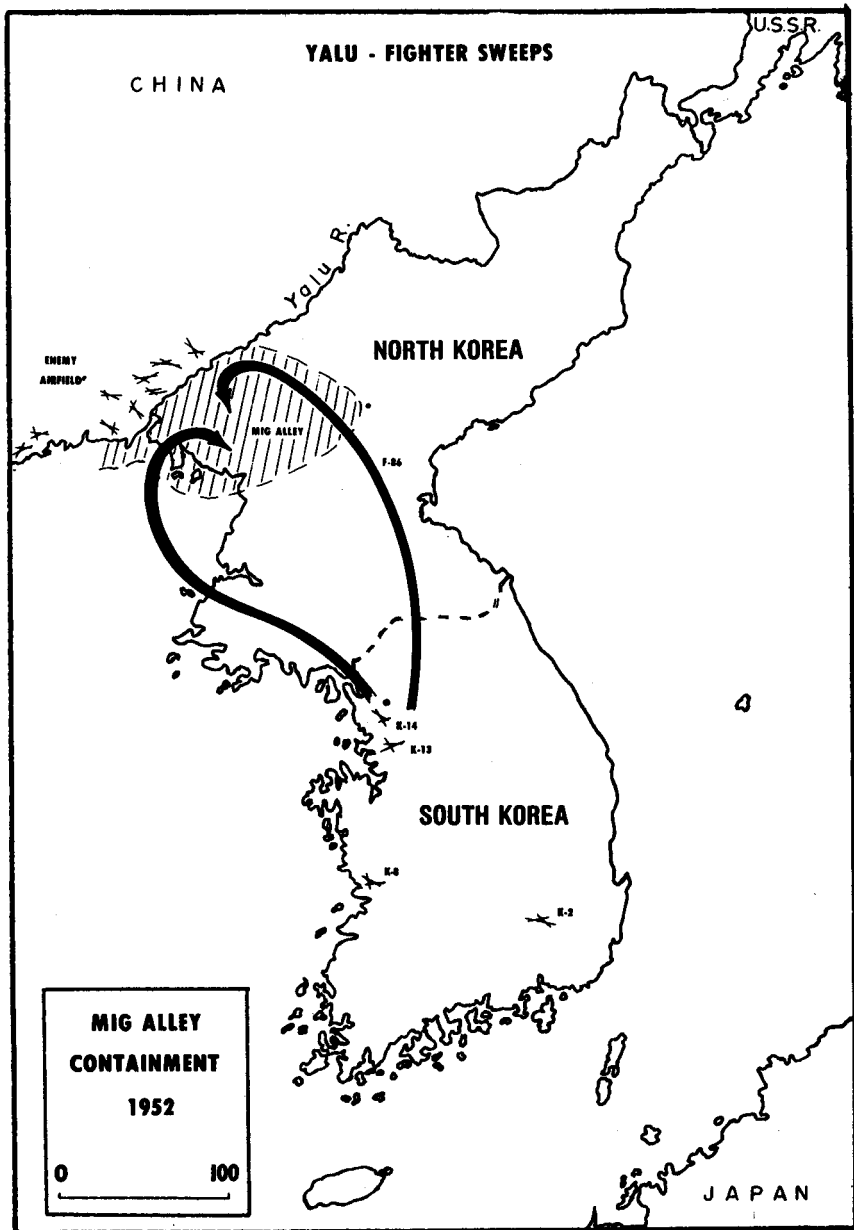 U.S.S.R.
YALU - FIGHTER SWEEPS
CHINA
Yalu R.
NORTH KOREA
ENEMY
AIRFIELDS
MIG ALLEY
F-86
K-14
K-13
SOUTH KOREA
K-8
K-2
MIG ALLEY
CONTAINMENT
1952
0 100
JAPAN